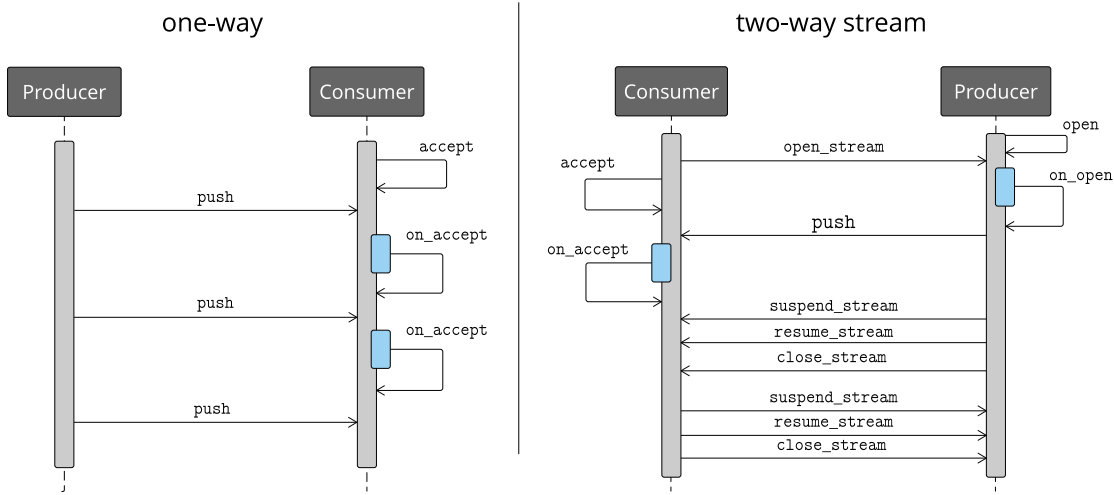 one-way
Producer
Consumer
accept
push
on_accept
push
on_accept
push
two-way stream
Consumer
Producer
open
open_stream
accept
on_open
push
on_accept
suspend_stream
resume_stream
close_stream
suspend_stream
resume_stream
close_stream